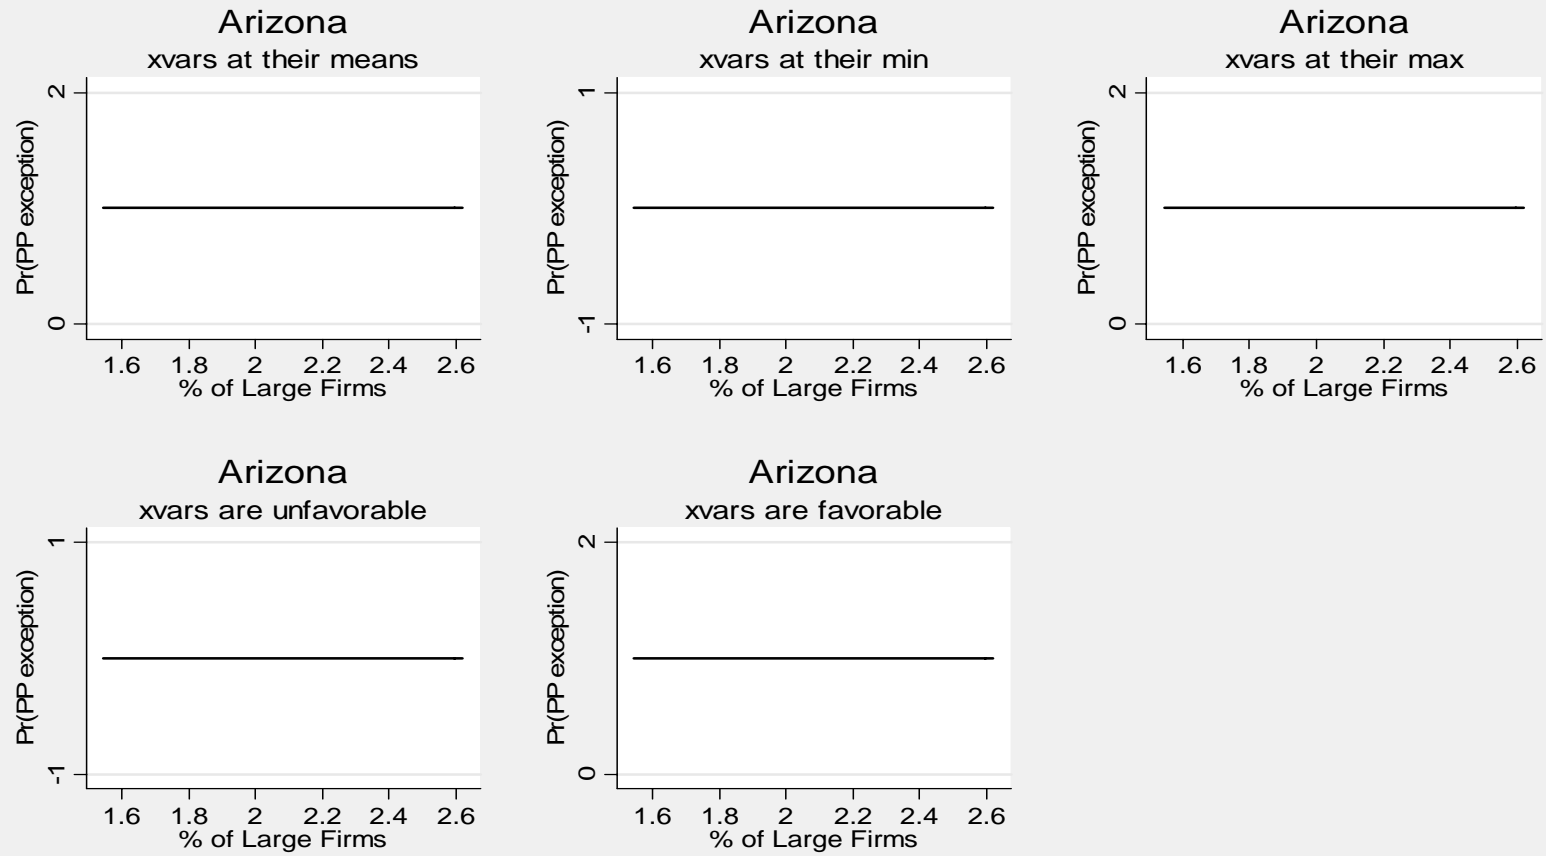 Arizona
xvars at their means
Pr(PP exception)
2
0
1.6 1.8 2 2.2 2.4 2.6
% of Large Firms
Arizona
xvars at their min
Pr(PP exception)
1
-1
1.6 1.8 2 2.2 2.4 2.6
% of Large Firms
Arizona
xvars at their max
Pr(PP exception)
2
0
1.6 1.8 2 2.2 2.4 2.6
% of Large Firms
Arizona
xvars are unfavorable
Pr(PP exception)
1
-1
1.6 1.8 2 2.2 2.4 2.6
% of Large Firms
Arizona
xvars are favorable
Pr(PP exception)
2
0
1.6 1.8 2 2.2 2.4 2.6
% of Large Firms